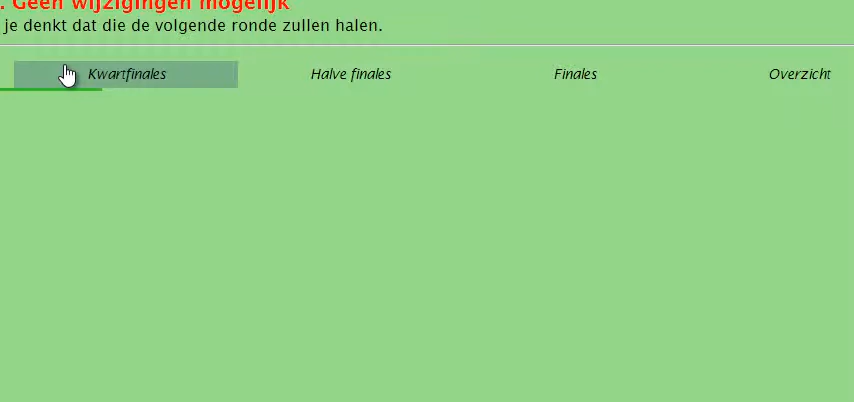 . Geen wijzigingen mogelijk
je denkt dat die de volgende ronde zullen halen.
Kwartfinales Halve finales Finales Overzicht